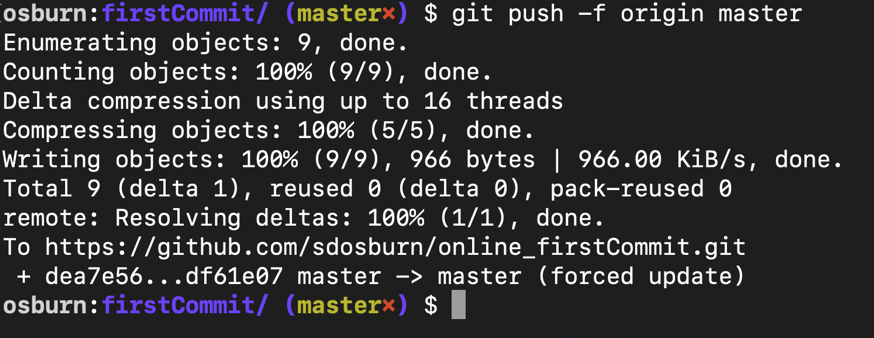 osburn:firstCommit/ (master×) $ git push -f origin master
Enumerating objects: 9, done.
Counting objects: 100% (9/9), done.
Delta compression using up to 16 threads
Compressing objects: 100% (5/5), done.
Writing objects: 100% (9/9), 966 bytes | 966.00 KiB/s, done.
Total 9 (delta 1), reused 0 (delta 0), pack-reused 0
remote: Resolving deltas: 100% (1/1), done.
To https://github.com/sdosburn/online_firstCommit.git
 + dea7e56...df61e07 master -> master (forced update)
osburn:firstCommit/ (master×) $